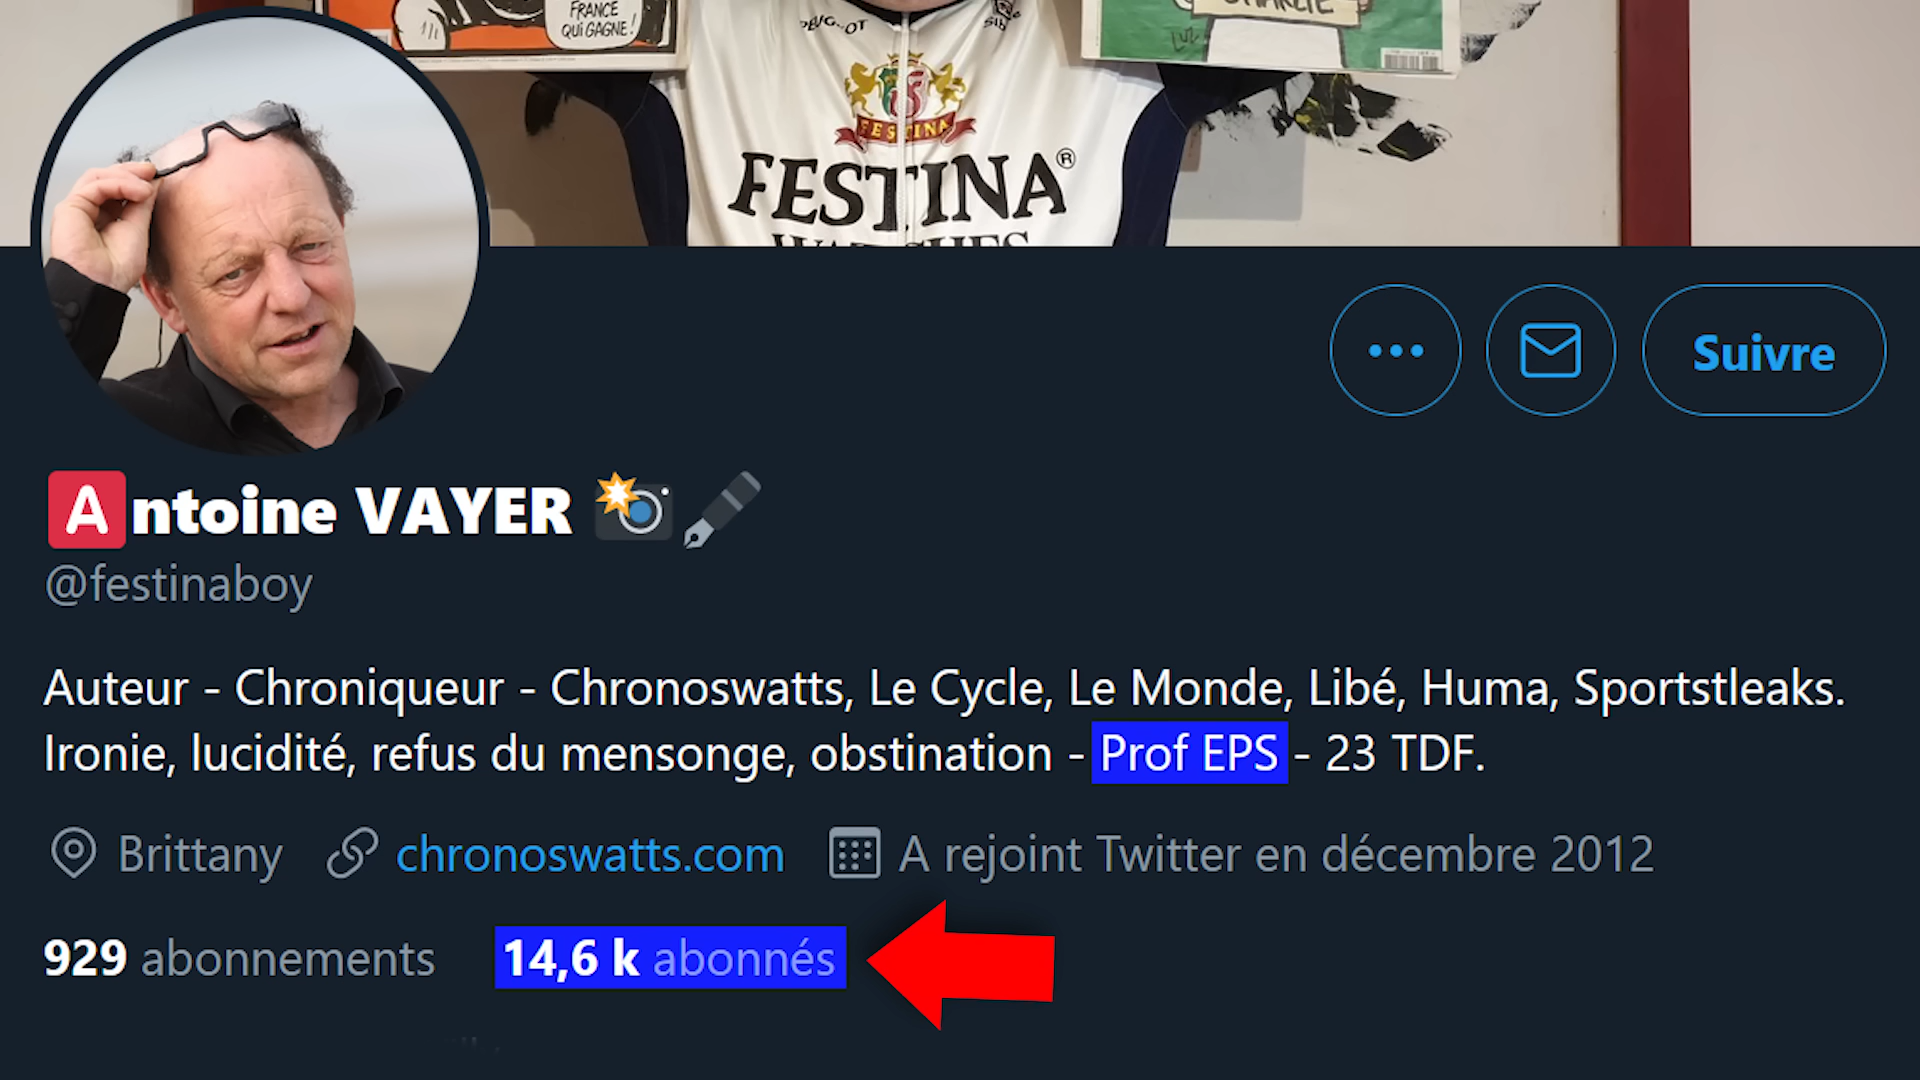 FRANCE
QUI GAGNE!
FESTINA
FESTINA®
Suivre
Antoine VAYER
@festinaboy
Auteur - Chroniqueur - Chronoswatts, Le Cycle, Le Monde, Libé, Huma, Sportstleaks.
Ironie, lucidité, refus du mensonge, obstination - Prof EPS - 23 TDF.
Brittany chronoswatts.com A rejoint Twitter en décembre 2012
929 abonnements 14,6 k abonnés